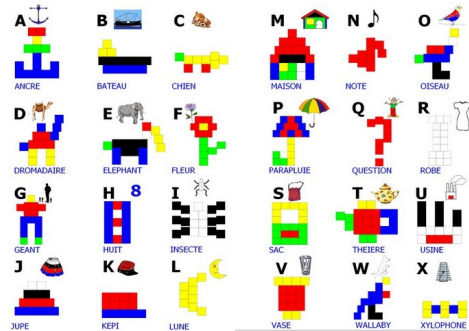 A
ANCRE
B
BATEAU
C
CHIEN
M
MAISON
N
NOTE
O
OISEAU
D
DROMADAIRE
E
ELEPHANT
F
FLEUR
P
PARAPLUIE
Q
QUESTION
R
ROBE
G
GEANT
H
8
HUIT
I
INSECTE
S
SAC
T
THEIERE
U
USINE
J
JUPE
K
KEPI
L
LUNE
V
VASE
W
WALLABY
X
XYLOPHONE